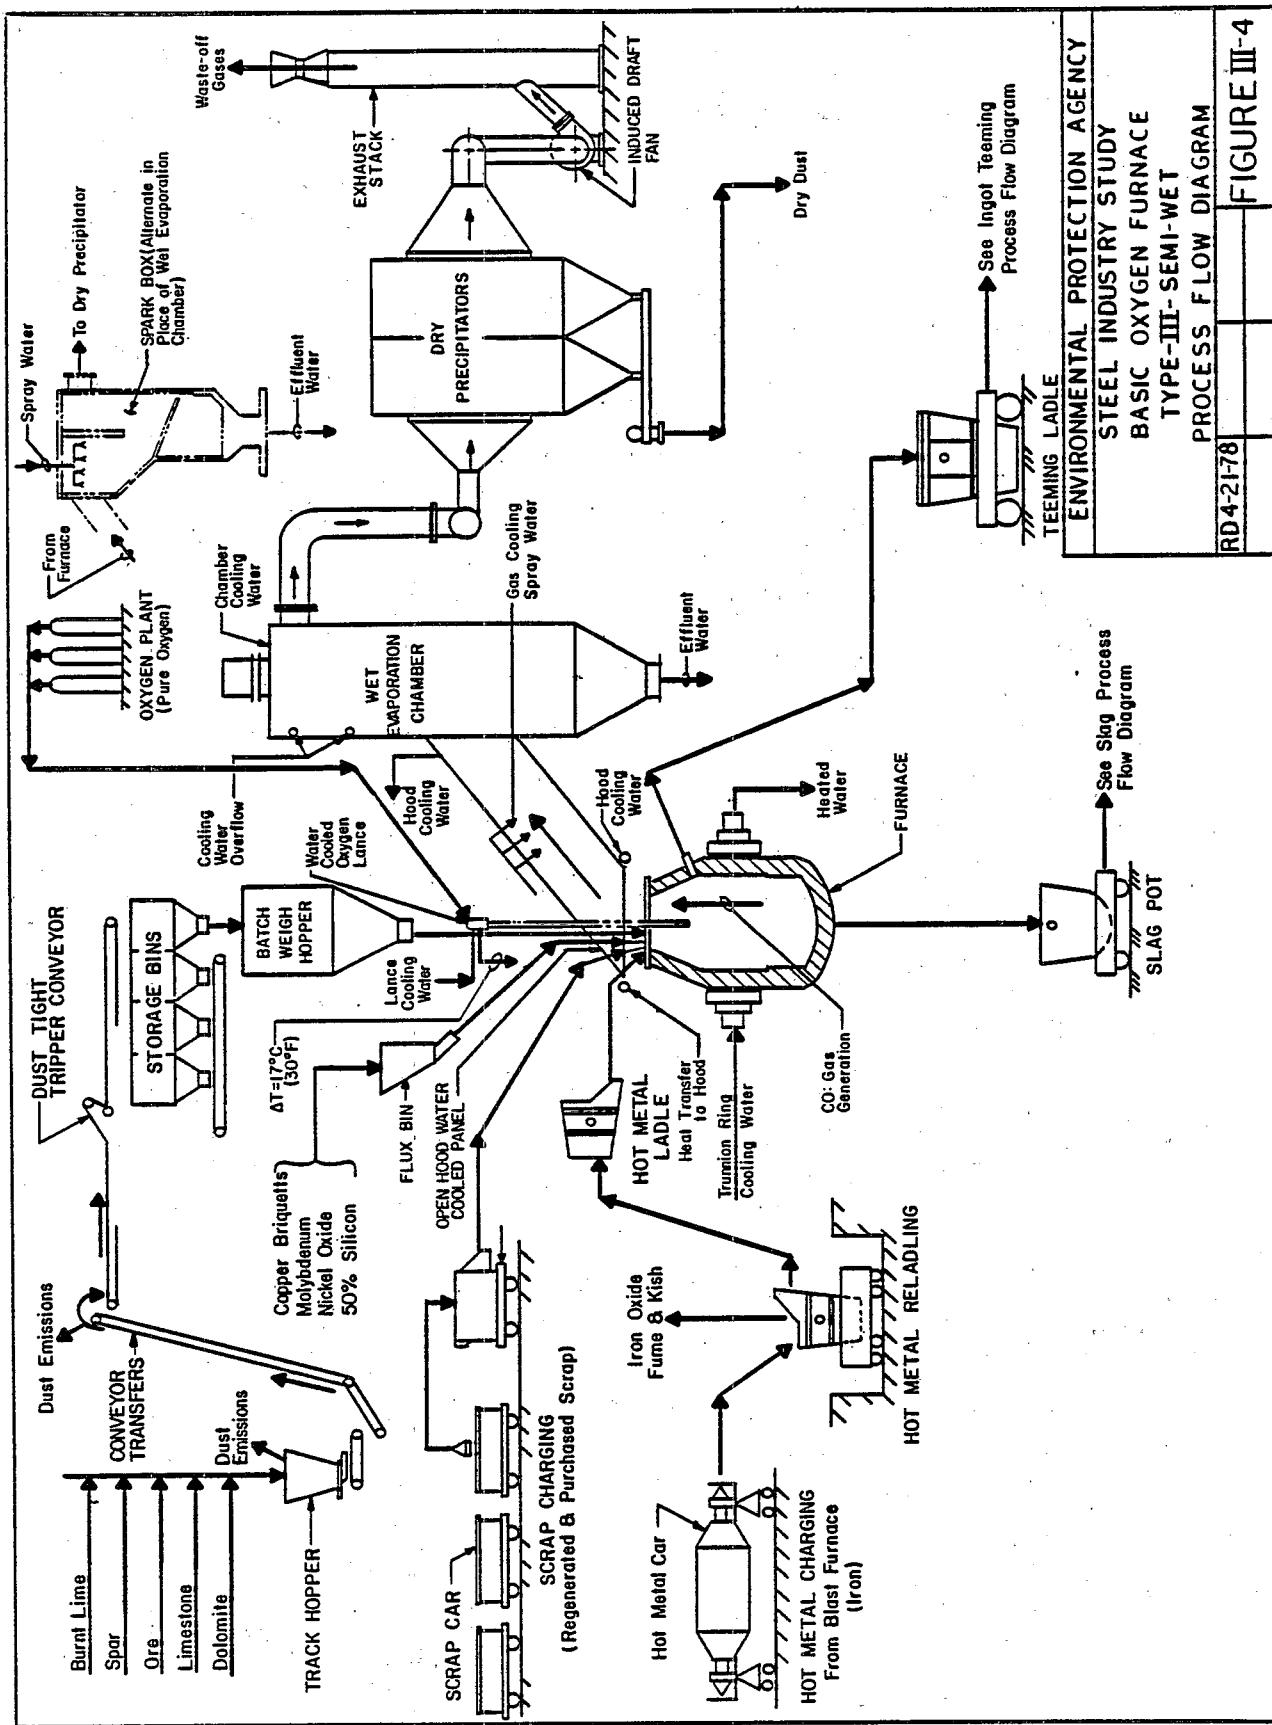 Burnt Lime
Spar
Ore
Limestone
Dolomite
TRACK HOPPER
Dust
Emissions
CONVEYOR
TRANSFERS
Dust Emissions
DUST TIGHT
TRIPPER CONVEYOR
STORAGE BINS
BATCH
WEIGH
HOPPER
Cooling
Water
Overflow
OXYGEN PLANT
(Pure Oxygen)
From
Furnace
Spray Water
To Dry Precipitator
SPARK BOX(Alternate in
Place of Wet Evaporation
Chamber)
Effluent
Water
Waste-off
Gases
EXHAUST
STACK
INDUCED DRAFT
FAN
DRY
PRECIPITATORS
Dry Dust
Chamber
Cooling
Water
WET
EVAPORATION
CHAMBER
Gas Cooling
Spray Water
Effluent
Water
Hood
Cooling
Water
Water
Cooled
Oxygen
Lance
Lance
Cooling
Water
ΔT=17°C
(30°F)
Copper Briquetts
Molybdenum
Nickel Oxide
50% Silicon
FLUX BIN
OPEN HOOD WATER
COOLED PANEL
SCRAP CAR
SCRAP CHARGING
(Regenerated & Purchased Scrap)
HOT METAL
LADLE
Heat Transfer
to Hood
Hood
Cooling
Water
Trunnion Ring
Cooling Water
Heated
Water
FURNACE
CO: Gas
Generation
Iron Oxide
Fume & Kish
Hot Metal Car
HOT METAL CHARGING
From Blast Furnace
(Iron)
HOT METAL RELADLING
SLAG POT
See Slag Process
Flow Diagram
TEEMING LADLE
See Ingot Teeming
Process Flow Diagram
ENVIRONMENTAL PROTECTION AGENCY
STEEL INDUSTRY STUDY
BASIC OXYGEN FURNACE
TYPE-III-SEMI-WET
PROCESS FLOW DIAGRAM
RD4-21-78
FIGURE III-4